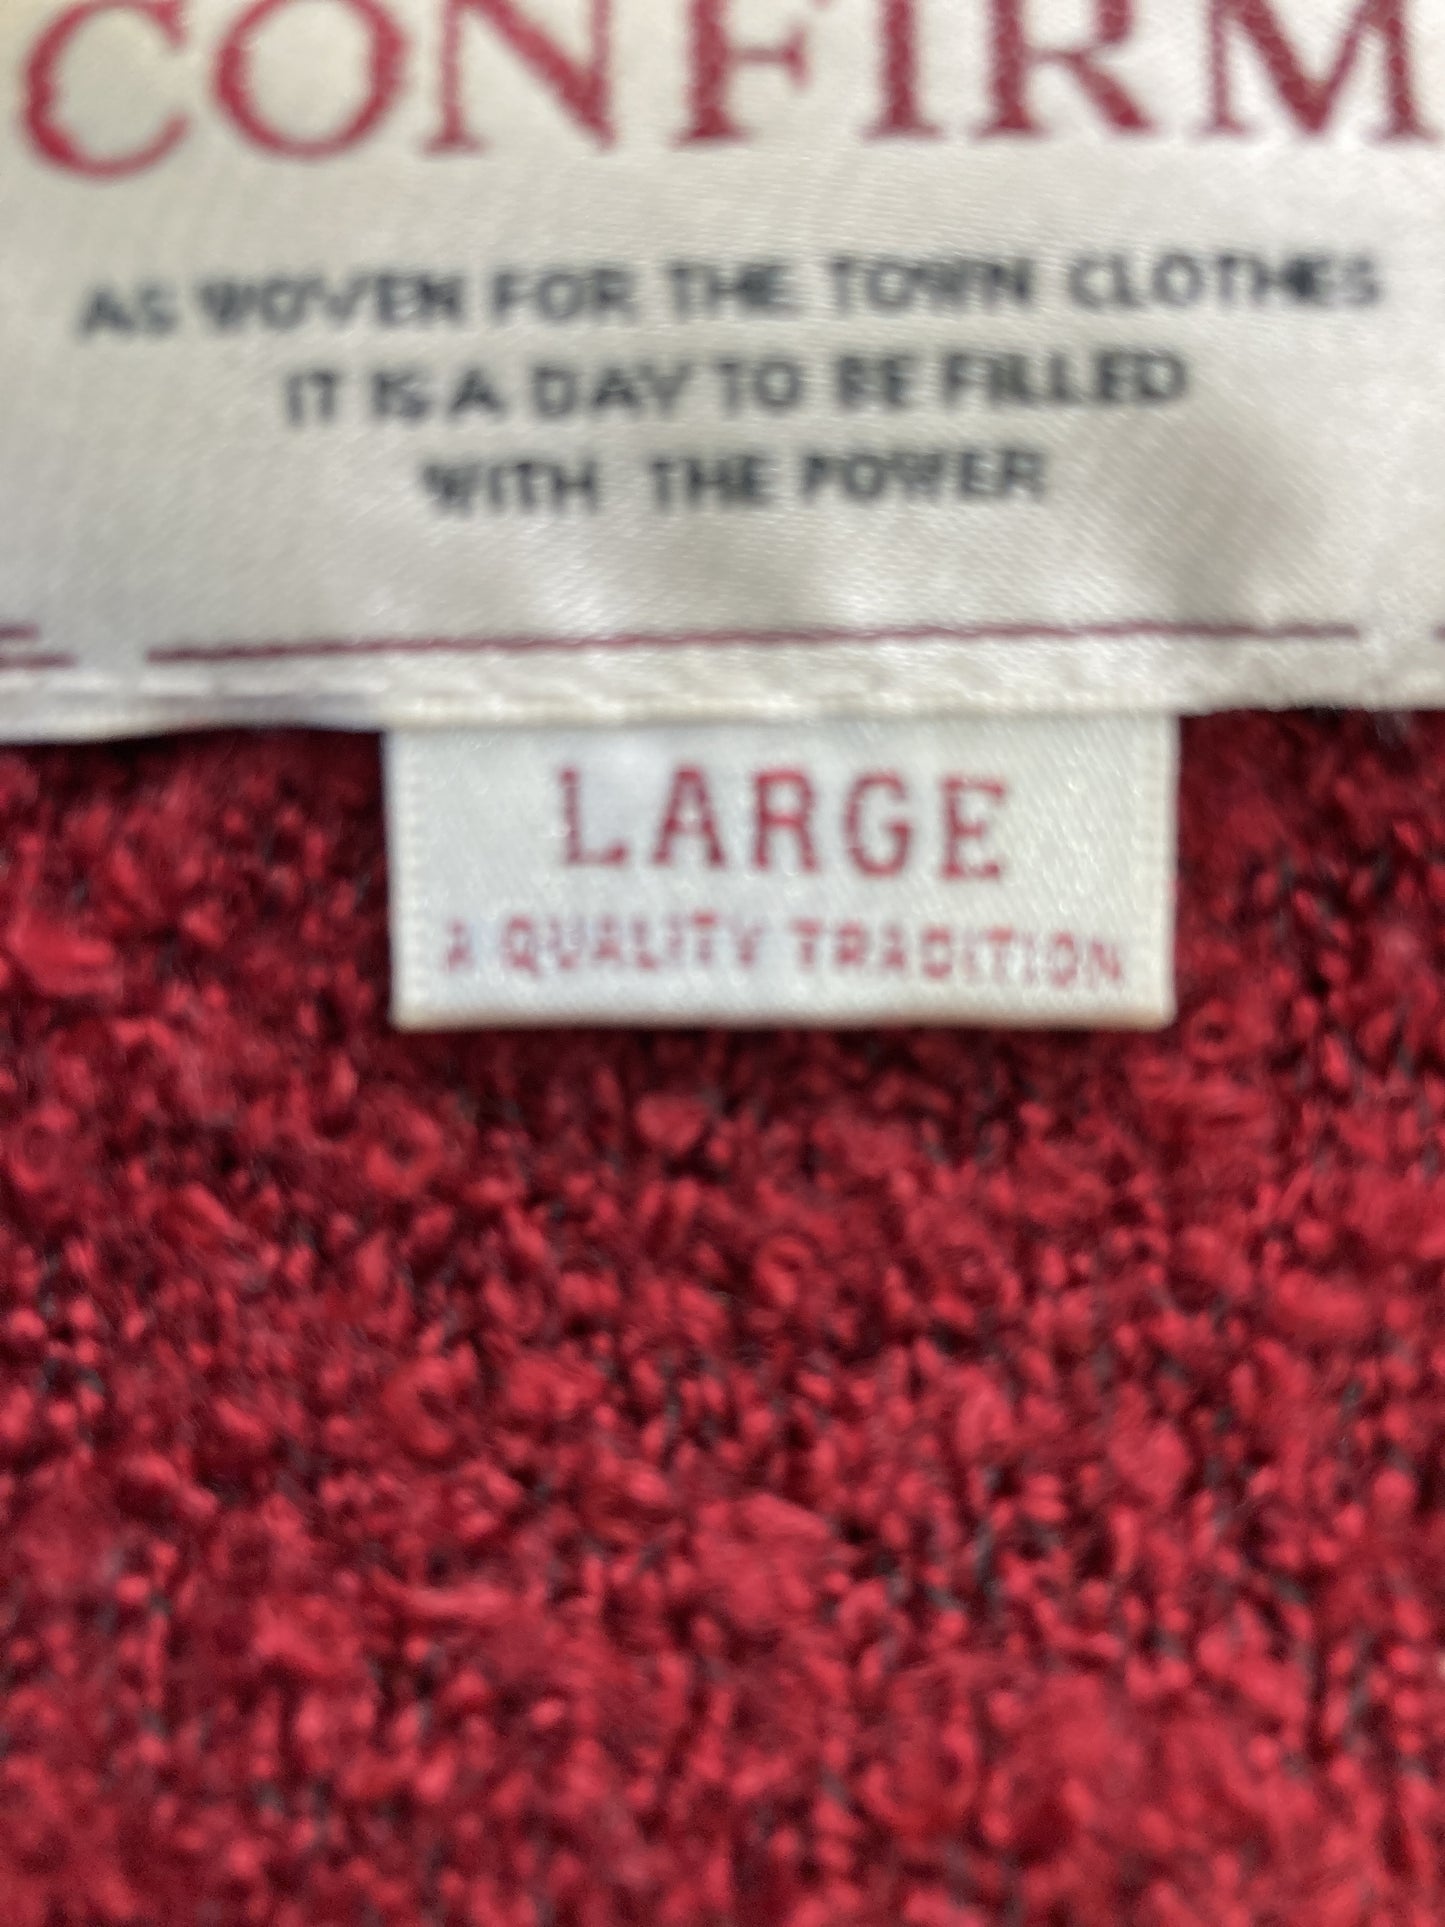 CONFIRM
AS WOVEN FOR THE TOWN CLOTHES
IT IS A DAY TO BE FILLED
WITH THE POWER
LARGE
A QUALITY TRADITION